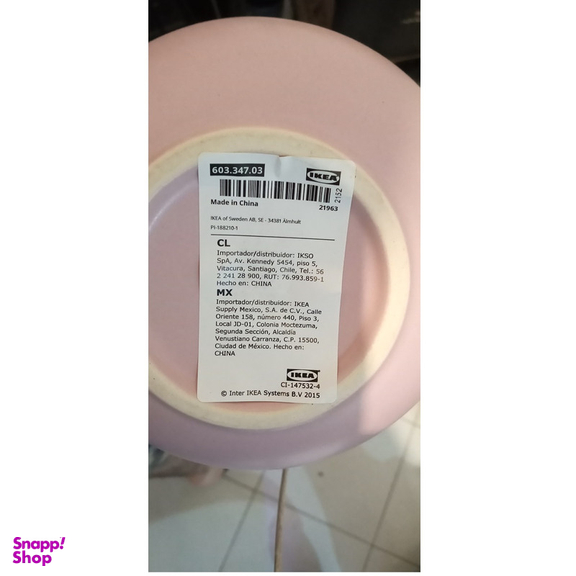 603.347.03 IKEA
2152
Made in China 21963
IKEA of Sweden AB, SE - 34381 Älmhult
PI-188210-1
CL
Importador/distribuidor: IKSO
SpA, Av. Kennedy 5454, piso 5,
Vitacura, Santiago, Chile, Tel.: 56
2 241 28 900, RUT: 76.993.859-1
Hecho en: CHINA
MX
Importador/distribuidor: IKEA
Supply Mexico, S.A. de C.V., Calle
Oriente 158, número 440, Piso 3,
Local JD-01, Colonia Moctezuma,
Segunda Sección, Alcaldía
Venustiano Carranza, C.P. 15500,
Ciudad de México. Hecho en:
CHINA
IKEA
CI-147532-4
© Inter IKEA Systems B.V 2015
Snapp!
Shop